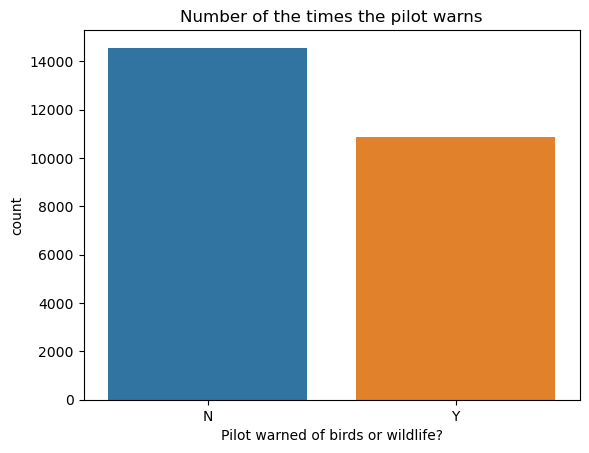 Number of the times the pilot warns
14000
12000
10000
8000
6000
4000
2000
0
count
N
Y
Pilot warned of birds or wildlife?